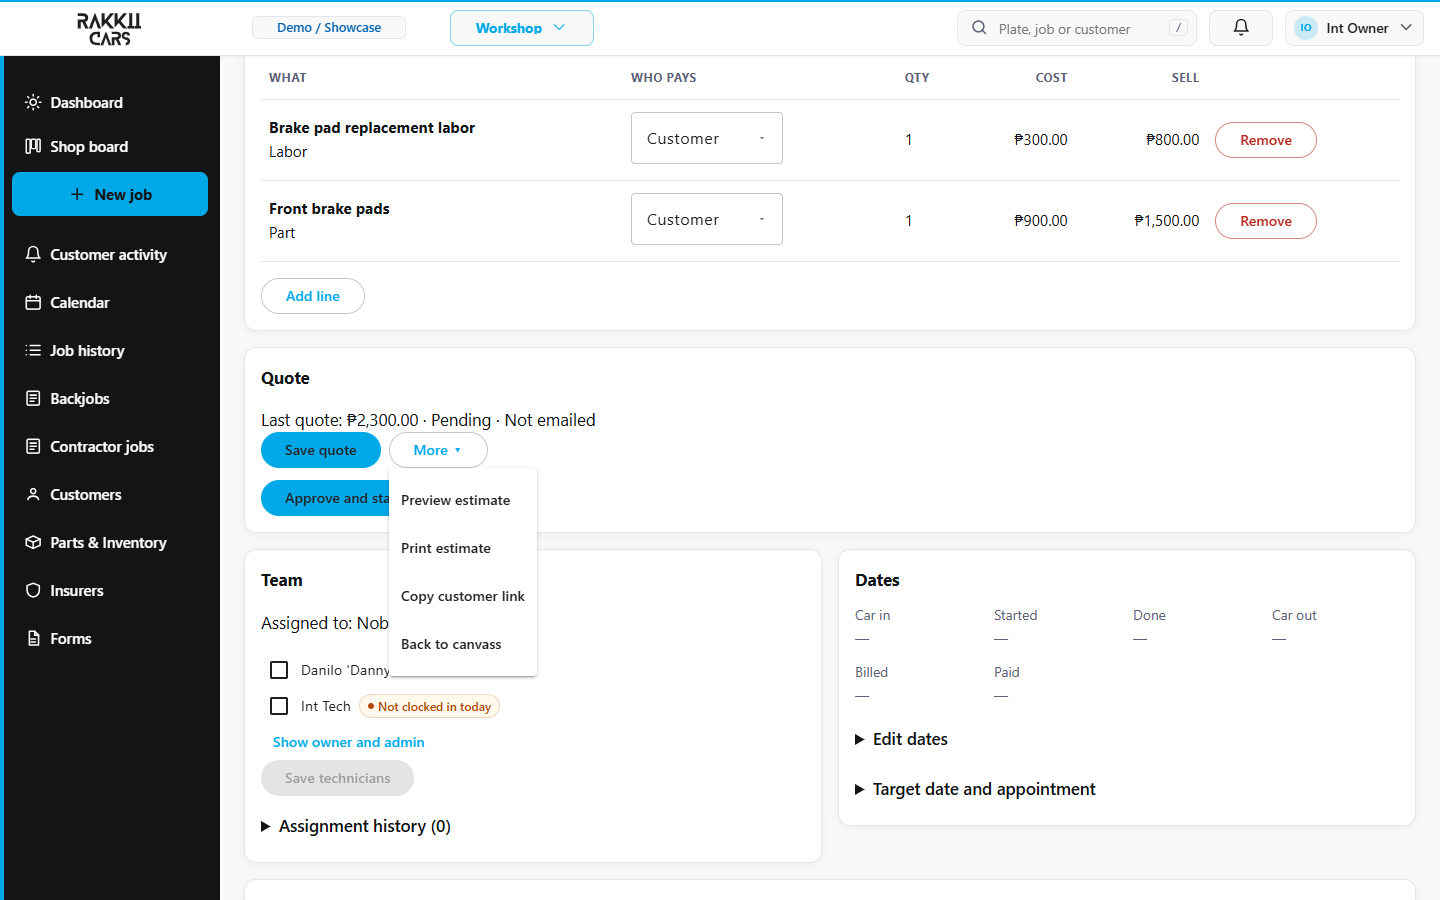 RAKKII
CARS
Demo / Showcase
Workshop
Plate, job or customer
/
IO
Int Owner
Dashboard
Shop board
+ New job
Customer activity
Calendar
Job history
Backjobs
Contractor jobs
Customers
Parts & Inventory
Insurers
Forms
WHAT WHO PAYS QTY COST SELL
Brake pad replacement labor
Labor
Customer 1 ₱300.00 ₱800.00 Remove
Front brake pads
Part
Customer 1 ₱900.00 ₱1,500.00 Remove
Add line
Quote
Last quote: ₱2,300.00 · Pending · Not emailed
Save quote More
Approve and sta
Preview estimate
Print estimate
Copy customer link
Back to canvass
Team
Assigned to: Nob
Danilo 'Danny
Int Tech Not clocked in today
Show owner and admin
Save technicians
Assignment history (0)
Dates
Car in Started Done Car out
— — — —
Billed Paid
— —
Edit dates
Target date and appointment